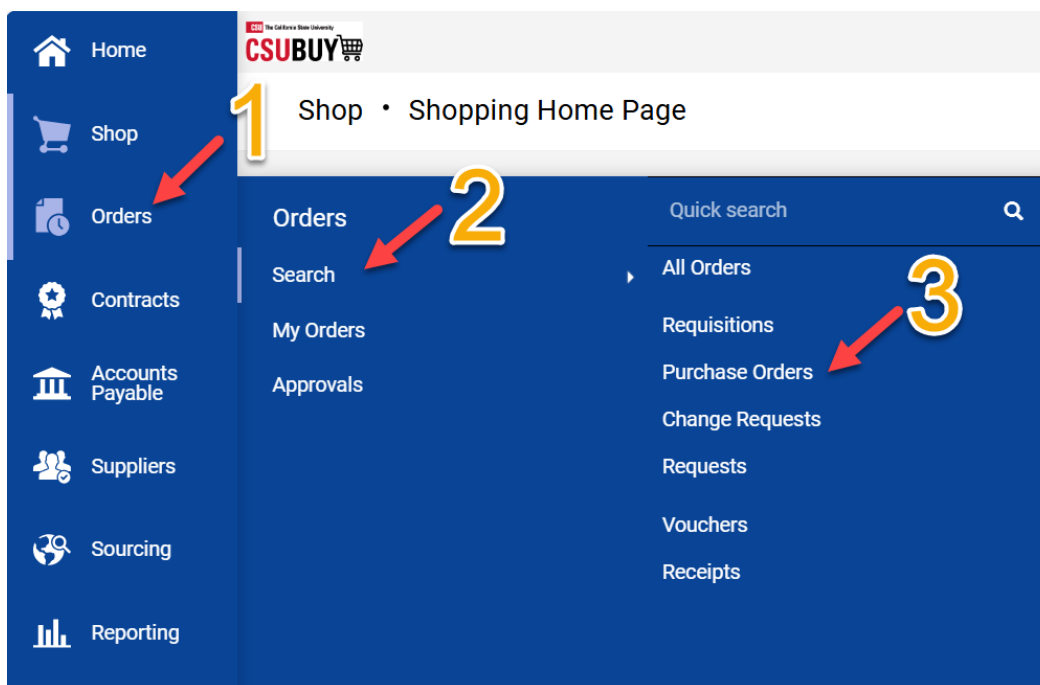 Home
Shop
Orders
Contracts
Accounts
Payable
Suppliers
Sourcing
Reporting
CSU The California State University
CSUBUY
Shop • Shopping Home Page
1
2
3
Orders
Search
My Orders
Approvals
Quick search
All Orders
Requisitions
Purchase Orders
Change Requests
Requests
Vouchers
Receipts